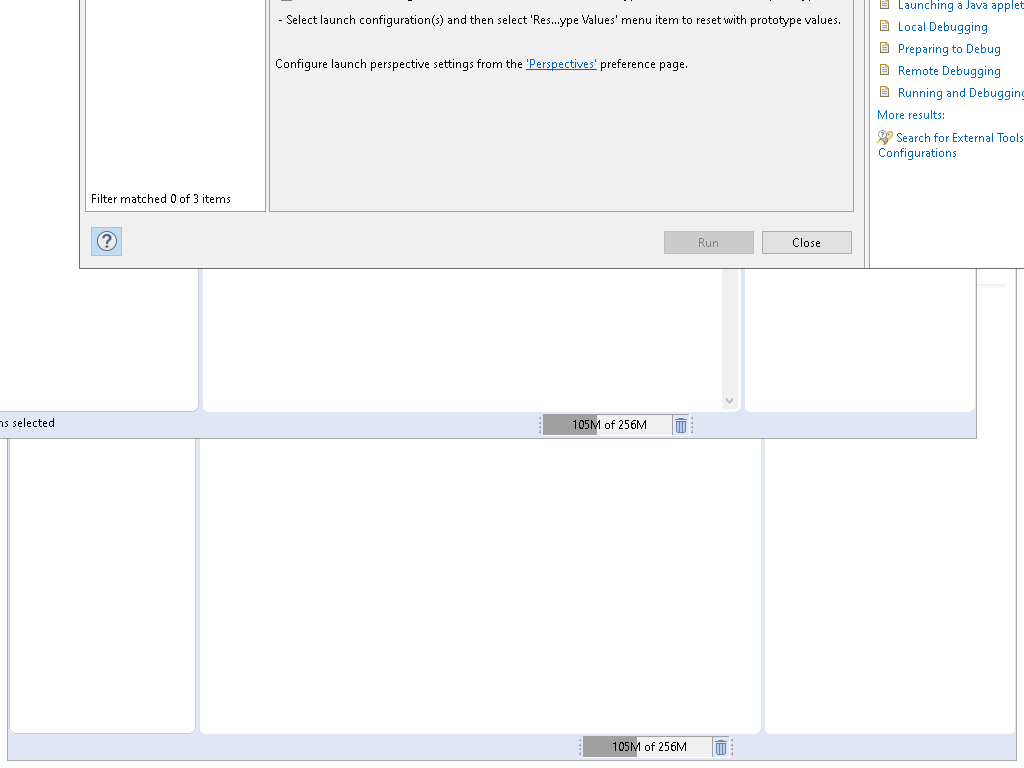 - Select launch configuration(s) and then select 'Res...ype Values' menu item to reset with prototype values.
Configure launch perspective settings from the 'Perspectives' preference page.
Filter matched 0 of 3 items
Run
Close
Launching a Java applet
Local Debugging
Preparing to Debug
Remote Debugging
Running and Debugging
More results:
Search for External Tools
Configurations
selected
105M of 256M
105M of 256M